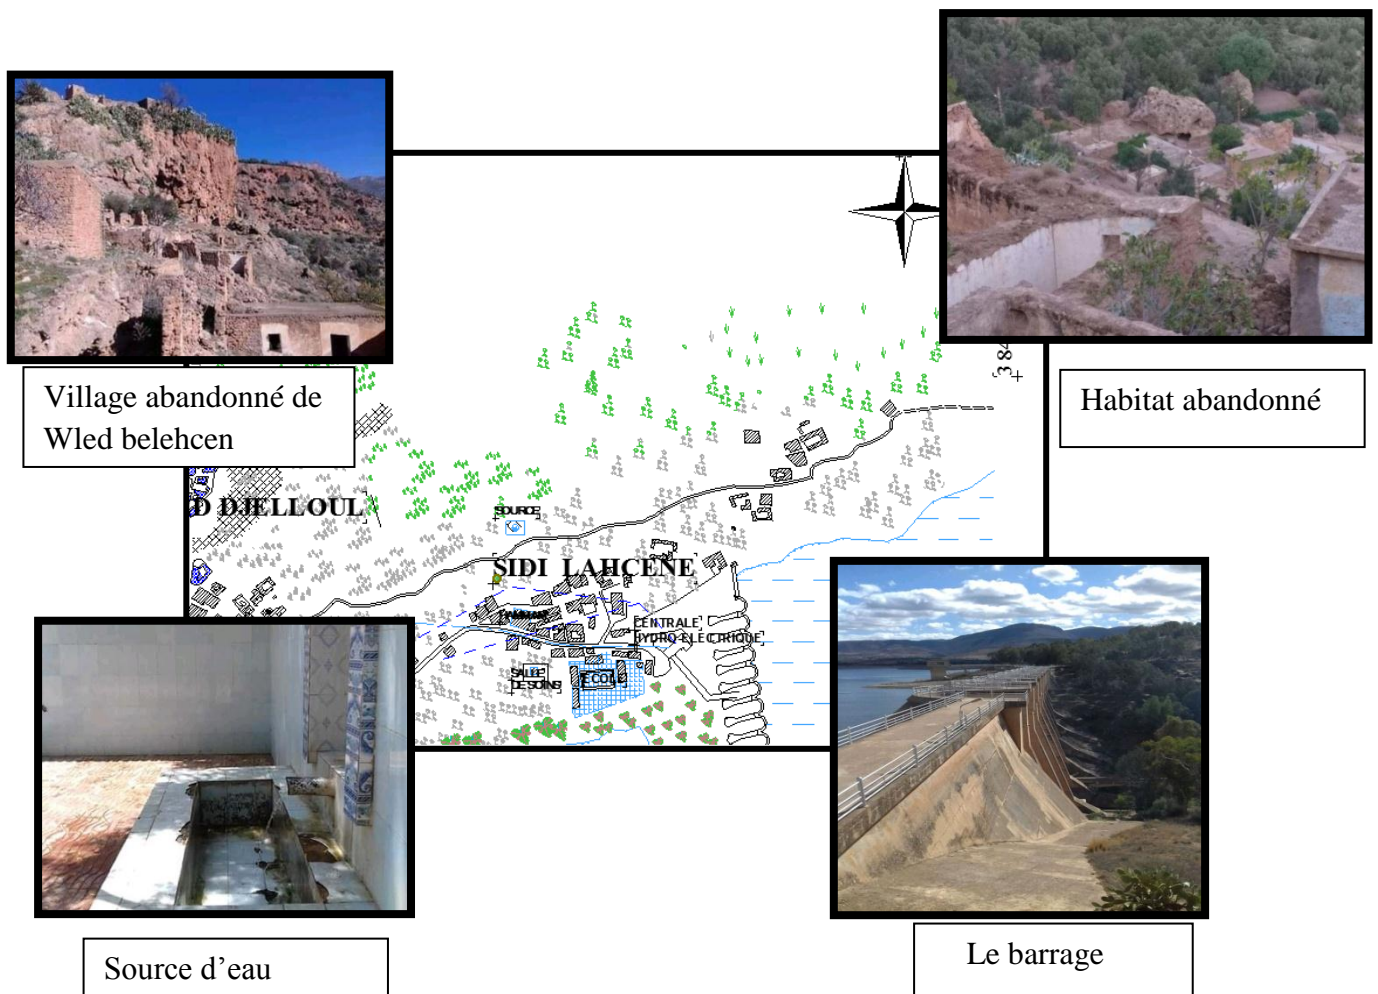 Village abandonné de
Wled belehcen
Habitat abandonné
384
D DJELLOUL
SOURCE
SIDI LAHCENE
CENTRALE
HYDRO-ELECTRIQUE
SALLE
DE SOINS
ECOLE
Source d’eau
Le barrage